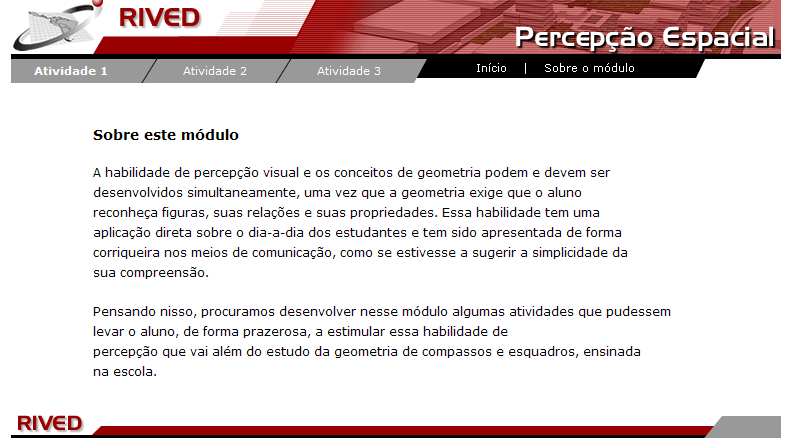 RIVED
Percepção Espacial
Atividade 1
Atividade 2
Atividade 3
Início | Sobre o módulo
Sobre este módulo
A habilidade de percepção visual e os conceitos de geometria podem e devem ser
desenvolvidos simultaneamente, uma vez que a geometria exige que o aluno
reconheça figuras, suas relações e suas propriedades. Essa habilidade tem uma
aplicação direta sobre o dia-a-dia dos estudantes e tem sido apresentada de forma
corriqueira nos meios de comunicação, como se estivesse a sugerir a simplicidade da
sua compreensão.
Pensando nisso, procuramos desenvolver nesse módulo algumas atividades que pudessem
levar o aluno, de forma prazerosa, a estimular essa habilidade de
percepção que vai além do estudo da geometria de compassos e esquadros, ensinada
na escola.
RIVED